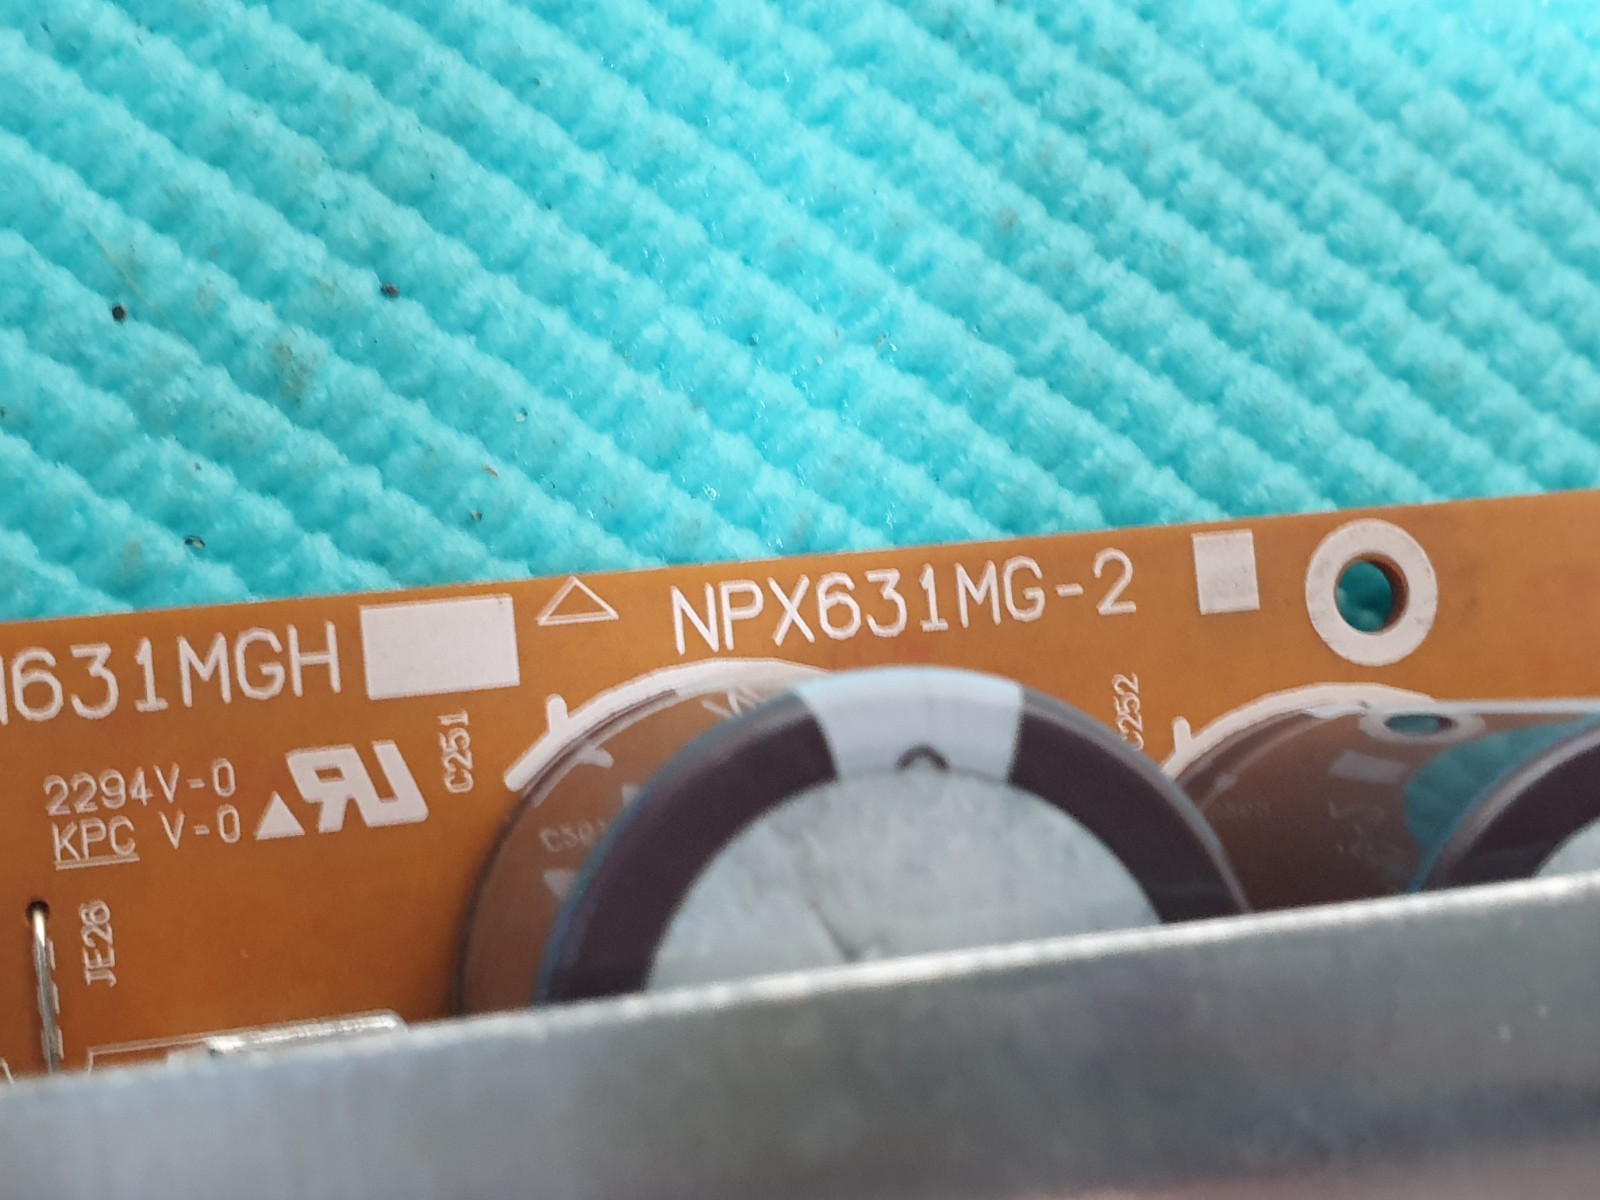 631MGH
NPX631MG-2
C251
C252
2294V-0
KPC V-0
JE26